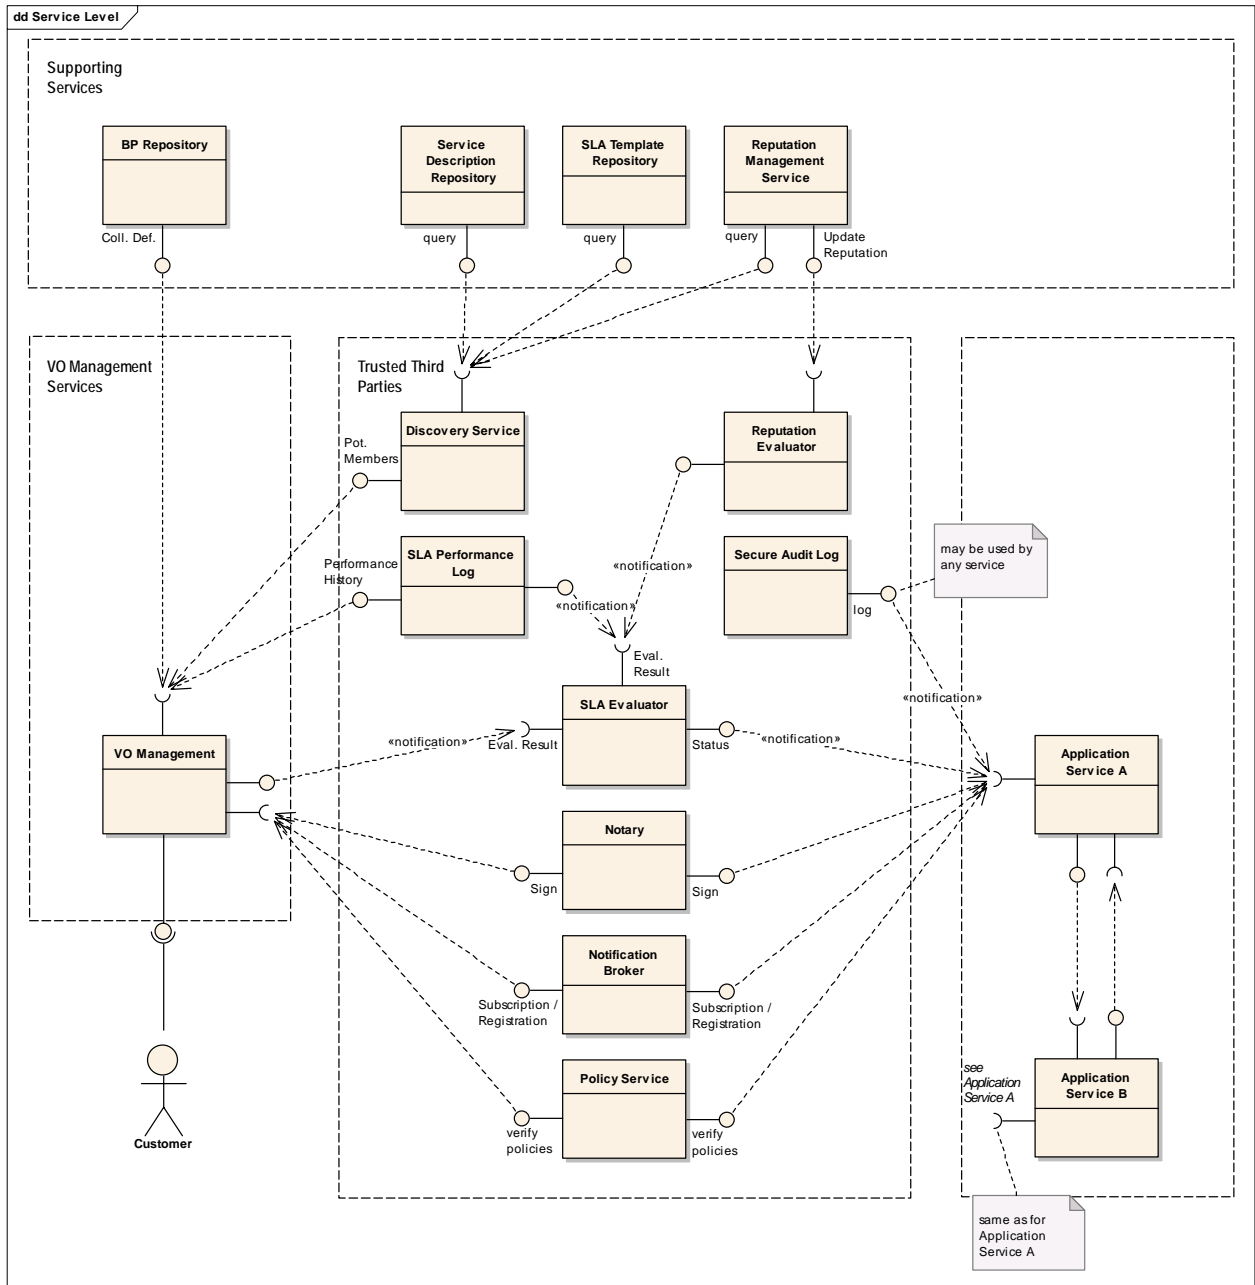 dd Service Level
Supporting
Services
BP Repository
Service
Description
Repository
SLA Template
Repository
Reputation
Management
Service
Coll. Def.
query
query
query
Update
Reputation
VO Management
Services
Trusted Third
Parties
Discovery Service
Reputation
Evaluator
Pot.
Members
SLA Performance
Log
Secure Audit Log
may be used by
any service
Performance
History
«notification»
«notification»
log
Eval.
Result
SLA Evaluator
«notification»
VO Management
«notification»
Eval. Result
Status
«notification»
Application
Service A
Notary
Sign
Sign
Notification
Broker
Subscription /
Registration
Subscription /
Registration
Policy Service
verify
policies
verify
policies
see
Application
Service A
Application
Service B
Customer
same as for
Application
Service A